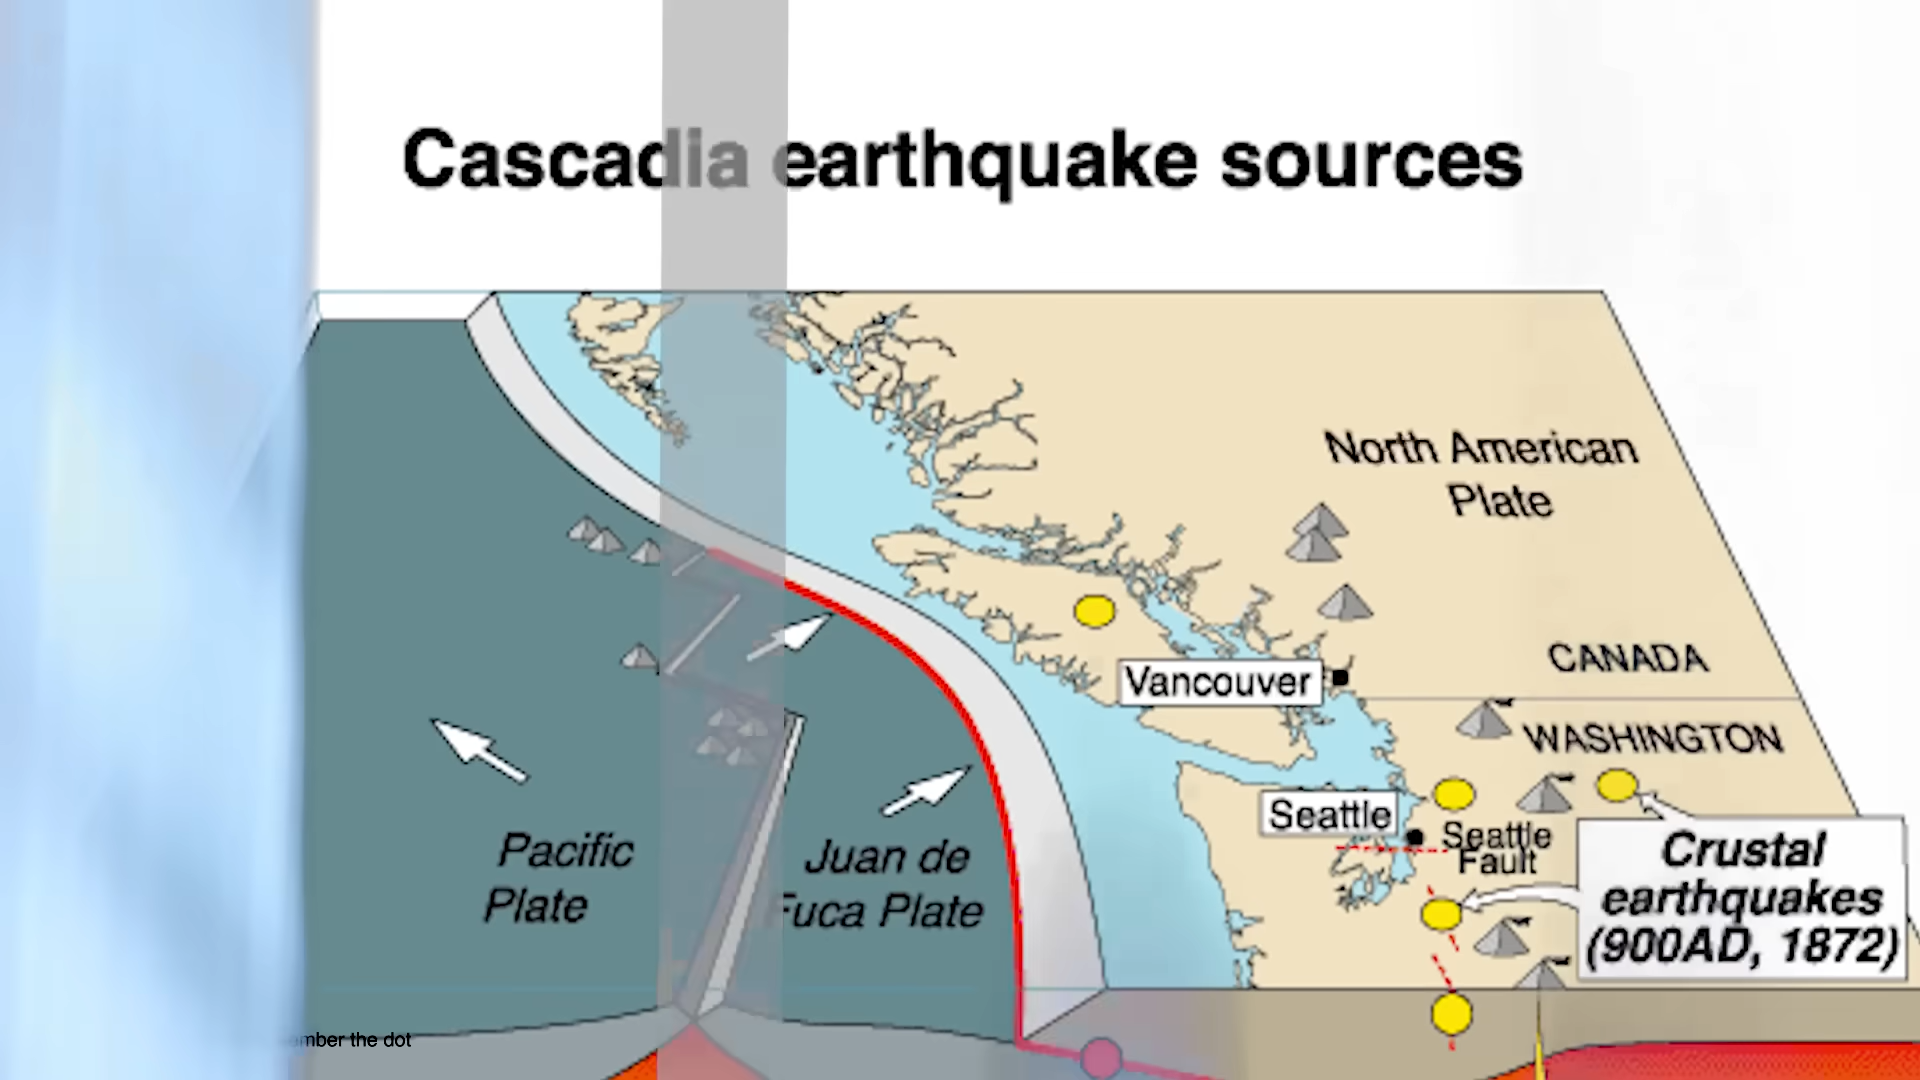 Cascadia earthquake sources
North American
Plate
CANADA
Vancouver
WASHINGTON
Seattle
Seattle
Fault
Crustal
earthquakes
(900AD, 1872)
Pacific
Plate
Juan de
Fuca Plate
the dot